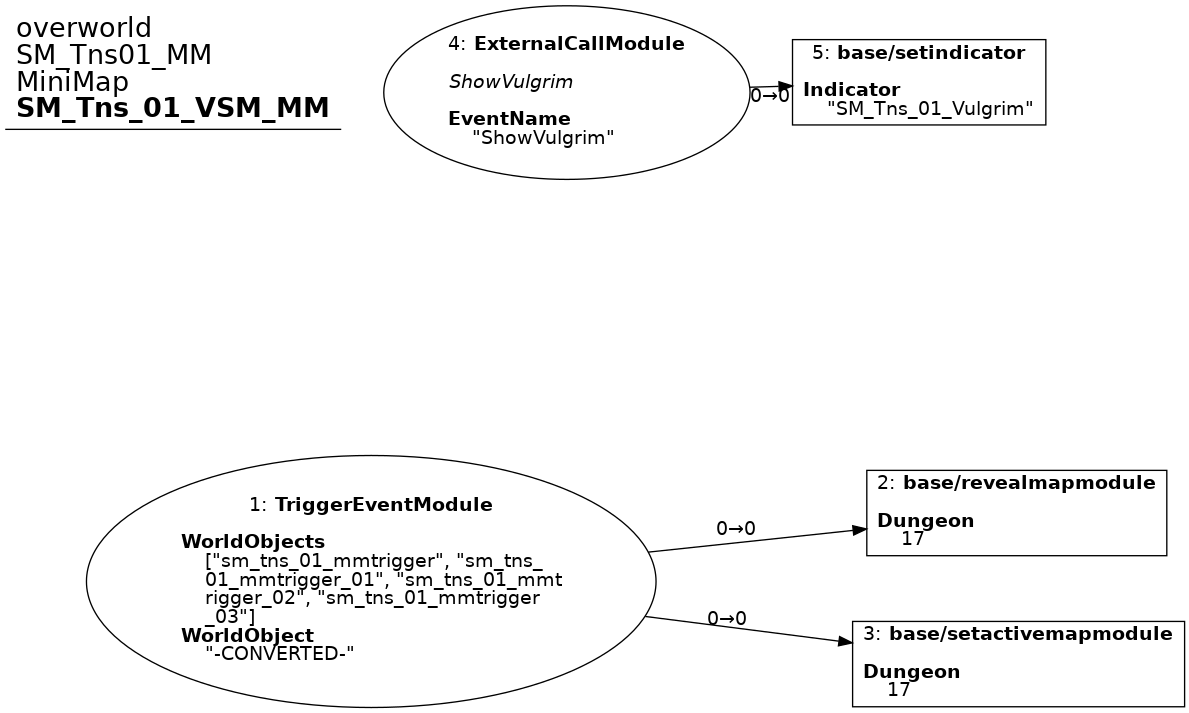 overworld
SM_Tns01_MM
MiniMap
SM_Tns_01_VSM_MM
4: ExternalCallModule
ShowVulgrim
EventName
"ShowVulgrim"
0→0
5: base/setindicator
Indicator
"SM_Tns_01_Vulgrim"
1: TriggerEventModule
WorldObjects
["sm_tns_01_mmtrigger", "sm_tns_
01_mmtrigger_01", "sm_tns_01_mmt
rigger_02", "sm_tns_01_mmtrigger
_03"]
WorldObject
"-CONVERTED-"
0→0
2: base/revealmapmodule
Dungeon
17
0→0
3: base/setactivemapmodule
Dungeon
17